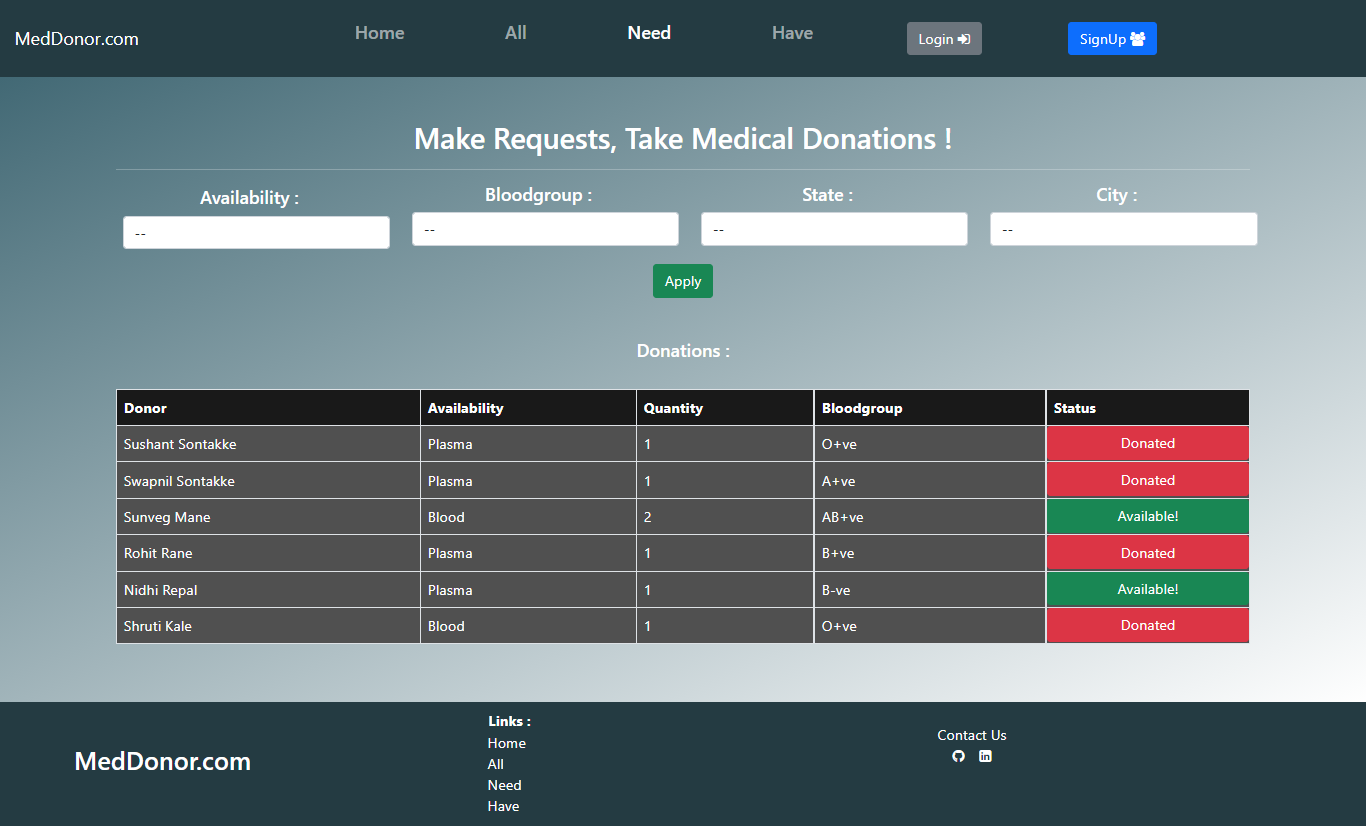 MedDonor.com Home All Need Have Login SignUp
Make Requests, Take Medical Donations !
Availability : Bloodgroup : State : City :
-- -- -- --
Apply
Donations :
Donor Availability Quantity Bloodgroup Status
Sushant Sontakke Plasma 1 O+ve Donated
Swapnil Sontakke Plasma 1 A+ve Donated
Sunveg Mane Blood 2 AB+ve Available!
Rohit Rane Plasma 1 B+ve Donated
Nidhi Repal Plasma 1 B-ve Available!
Shruti Kale Blood 1 O+ve Donated
MedDonor.com
Links :
Home
All
Need
Have
Contact Us